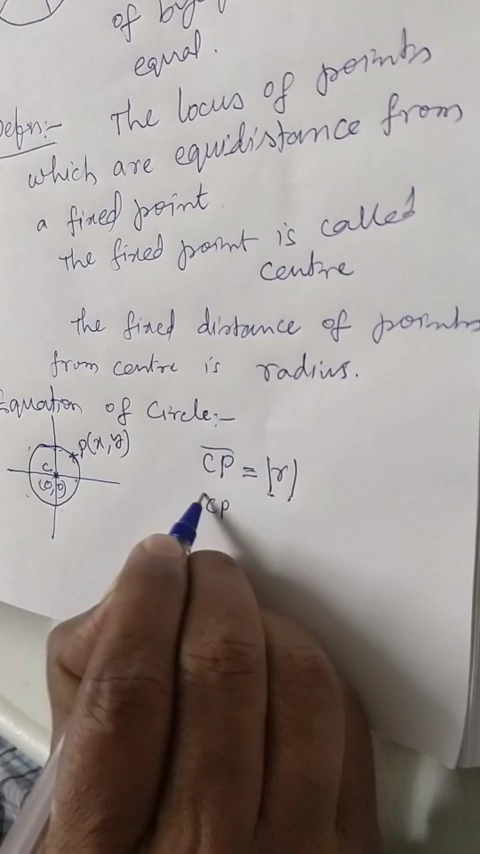 of
equal.
Defn:- The locus of points
which are equidistance from
a fixed point.
The fixed point is called
centre
The fixed distance of points
from centre is radius.
Equation of Circle:-
P(x,y)
C
(0,0)
CP = |r|
CP